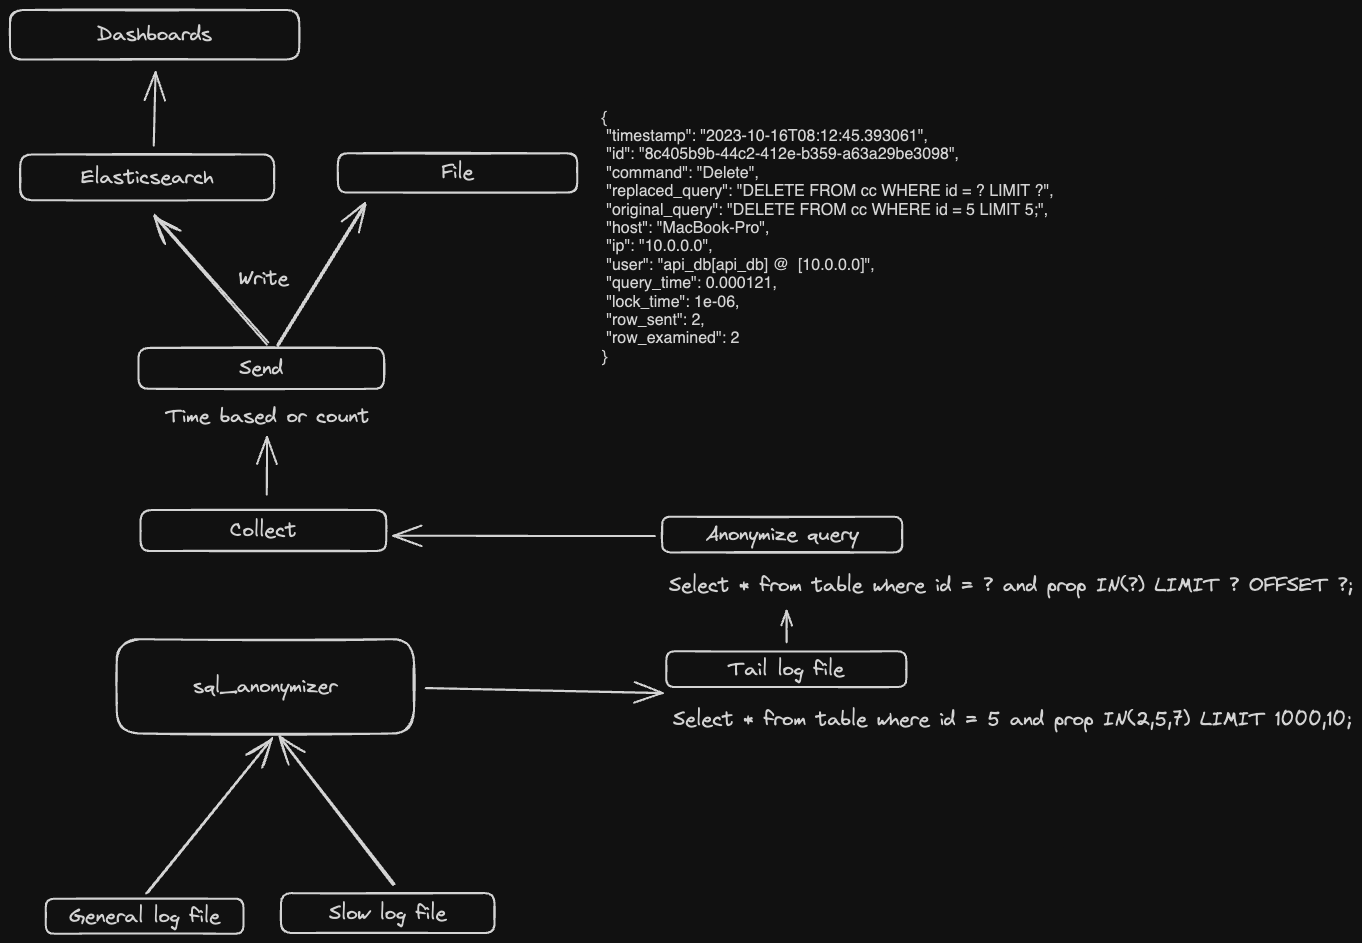 Dashboards
Elasticsearch
File
Write
Send
Time based or count
Collect
{
"timestamp": "2023-10-16T08:12:45.393061",
"id": "8c405b9b-44c2-412e-b359-a63a29be3098",
"command": "Delete",
"replaced_query": "DELETE FROM cc WHERE id = ? LIMIT ?",
"original_query": "DELETE FROM cc WHERE id = 5 LIMIT 5;",
"host": "MacBook-Pro",
"ip": "10.0.0.0",
"user": "api_db[api_db] @  [10.0.0.0]",
"query_time": 0.000121,
"lock_time": 1e-06,
"row_sent": 2,
"row_examined": 2
}
Anonymize query
Select * from table where id = ? and prop IN(?) LIMIT ? OFFSET ?;
Tail log file
Select * from table where id = 5 and prop IN(2,5,7) LIMIT 1000,10;
sql_anonymizer
General log file
Slow log file